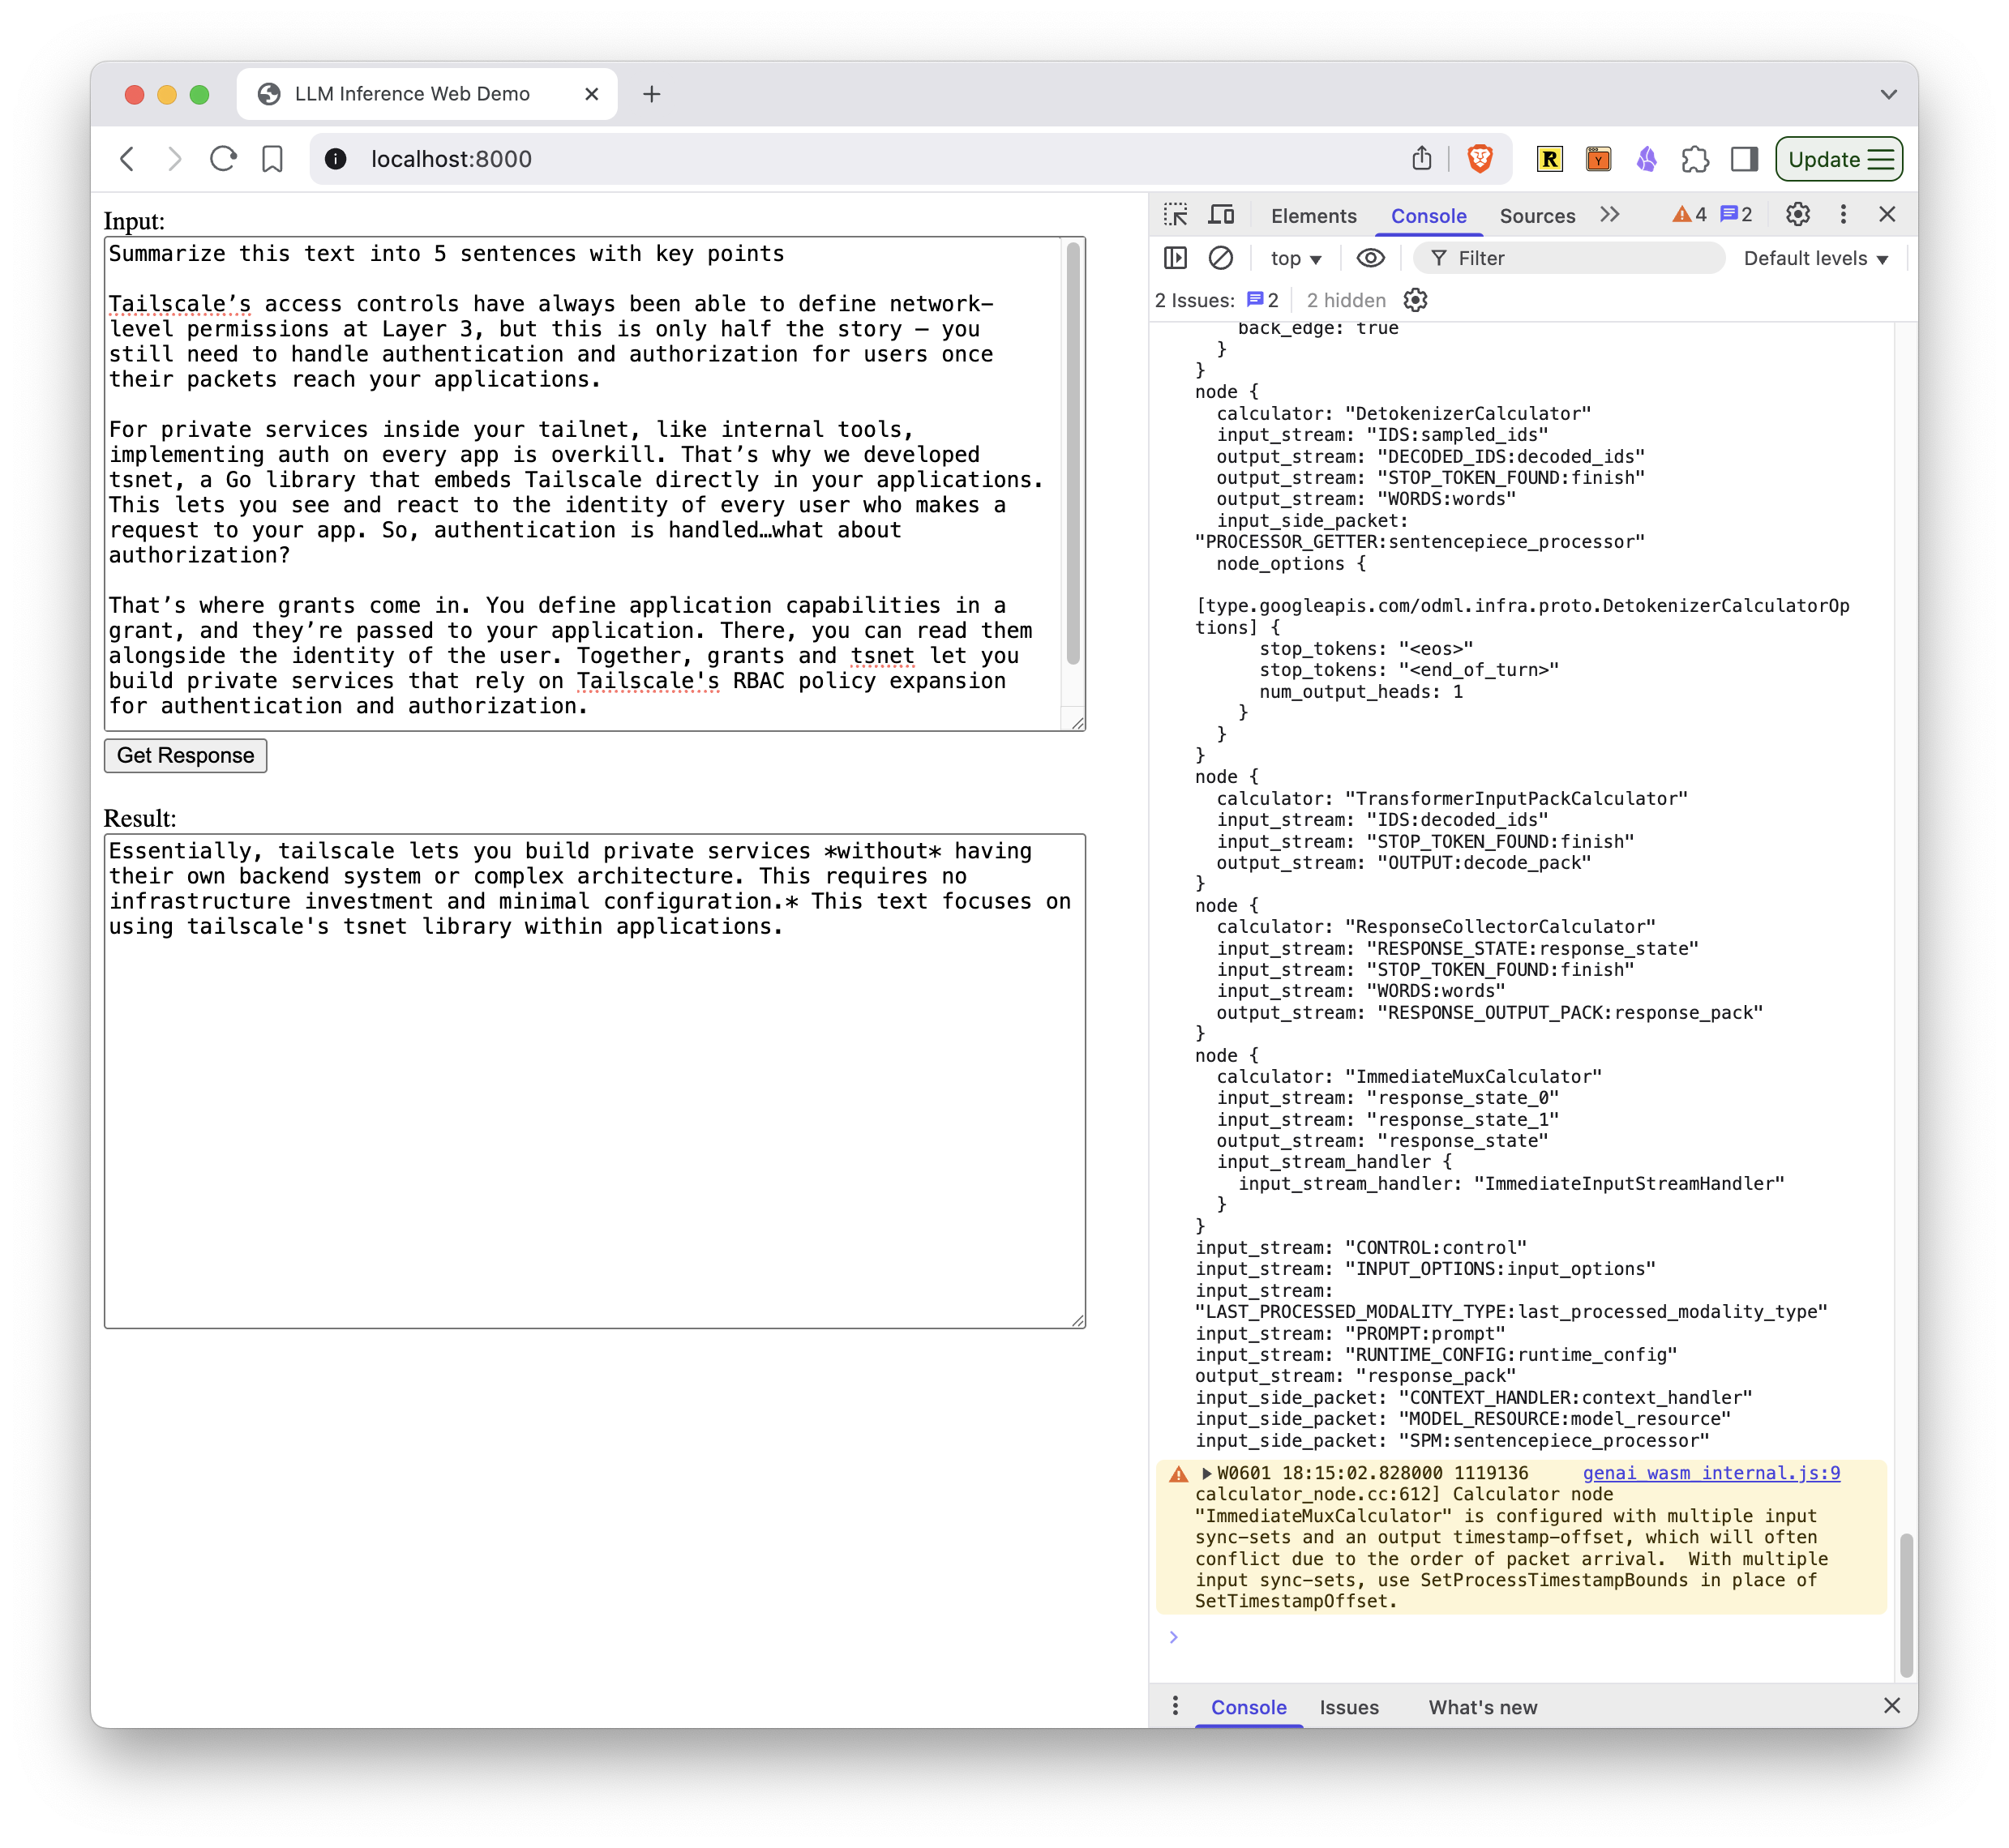 LLM Inference Web Demo
localhost:8000
Update
Input:
Summarize this text into 5 sentences with key points
Tailscale’s access controls have always been able to define network-
level permissions at Layer 3, but this is only half the story — you
still need to handle authentication and authorization for users once
their packets reach your applications.
For private services inside your tailnet, like internal tools,
implementing auth on every app is overkill. That’s why we developed
tsnet, a Go library that embeds Tailscale directly in your applications.
This lets you see and react to the identity of every user who makes a
request to your app. So, authentication is handled…what about
authorization?
That’s where grants come in. You define application capabilities in a
grant, and they’re passed to your application. There, you can read them
alongside the identity of the user. Together, grants and tsnet let you
build private services that rely on Tailscale's RBAC policy expansion
for authentication and authorization.
Get Response
Result:
Essentially, tailscale lets you build private services *without* having
their own backend system or complex architecture. This requires no
infrastructure investment and minimal configuration.* This text focuses on
using tailscale's tsnet library within applications.
Elements Console Sources 4 2
top Filter Default levels
2 Issues: 2 2 hidden
back_edge: true
}
}
node {
calculator: "DetokenizerCalculator"
input_stream: "IDS:sampled_ids"
output_stream: "DECODED_IDS:decoded_ids"
output_stream: "STOP_TOKEN_FOUND:finish"
output_stream: "WORDS:words"
input_side_packet:
"PROCESSOR_GETTER:sentencepiece_processor"
node_options {
[type.googleapis.com/odml.infra.proto.DetokenizerCalculatorOp
tions] {
stop_tokens: "<eos>"
stop_tokens: "<end_of_turn>"
num_output_heads: 1
}
}
}
node {
calculator: "TransformerInputPackCalculator"
input_stream: "IDS:decoded_ids"
input_stream: "STOP_TOKEN_FOUND:finish"
output_stream: "OUTPUT:decode_pack"
}
node {
calculator: "ResponseCollectorCalculator"
input_stream: "RESPONSE_STATE:response_state"
input_stream: "STOP_TOKEN_FOUND:finish"
input_stream: "WORDS:words"
output_stream: "RESPONSE_OUTPUT_PACK:response_pack"
}
node {
calculator: "ImmediateMuxCalculator"
input_stream: "response_state_0"
input_stream: "response_state_1"
output_stream: "response_state"
input_stream_handler {
input_stream_handler: "ImmediateInputStreamHandler"
}
}
input_stream: "CONTROL:control"
input_stream: "INPUT_OPTIONS:input_options"
input_stream:
"LAST_PROCESSED_MODALITY_TYPE:last_processed_modality_type"
input_stream: "PROMPT:prompt"
input_stream: "RUNTIME_CONFIG:runtime_config"
output_stream: "response_pack"
input_side_packet: "CONTEXT_HANDLER:context_handler"
input_side_packet: "MODEL_RESOURCE:model_resource"
input_side_packet: "SPM:sentencepiece_processor"
W0601 18:15:02.828000 1119136 genai_wasm_internal.js:9
calculator_node.cc:612] Calculator node
"ImmediateMuxCalculator" is configured with multiple input
sync-sets and an output timestamp-offset, which will often
conflict due to the order of packet arrival.  With multiple
input sync-sets, use SetProcessTimestampBounds in place of
SetTimestampOffset.
Console Issues What's new